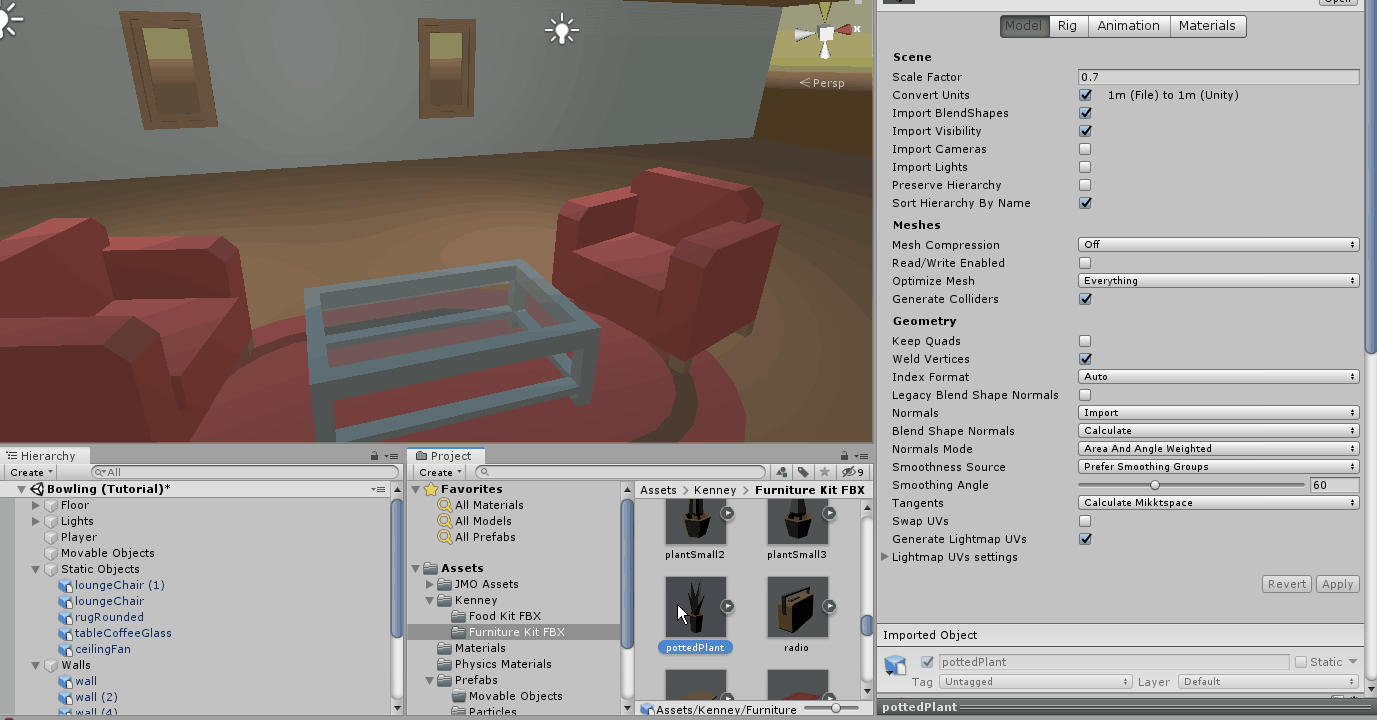 Open
Model Rig Animation Materials
Scene
Scale Factor 0.7
Convert Units 1m (File) to 1m (Unity)
Import BlendShapes
Import Visibility
Import Cameras
Import Lights
Preserve Hierarchy
Sort Hierarchy By Name
Meshes
Mesh Compression Off
Read/Write Enabled
Optimize Mesh Everything
Generate Colliders
Geometry
Keep Quads
Weld Vertices
Index Format Auto
Legacy Blend Shape Normals
Normals Import
Blend Shape Normals Calculate
Normals Mode Area And Angle Weighted
Smoothness Source Prefer Smoothing Groups
Smoothing Angle 60
Tangents Calculate Mikktspace
Swap UVs
Generate Lightmap UVs
Lightmap UVs settings
Revert Apply
Imported Object
pottedPlant Static
Tag Untagged Layer Default
pottedPlant
x
Persp
Hierarchy
Create All
Bowling (Tutorial)*
Floor
Lights
Player
Movable Objects
Static Objects
loungeChair (1)
loungeChair
rugRounded
tableCoffeeGlass
ceilingFan
Walls
wall
wall (2)
wall (4)
Project
Create 9
Favorites
All Materials
All Models
All Prefabs
Assets
JMO Assets
Kenney
Food Kit FBX
Furniture Kit FBX
Materials
Physics Materials
Prefabs
Movable Objects
Particles
Assets Kenney Furniture Kit FBX
plantSmall2 plantSmall3
pottedPlant radio
Assets/Kenney/Furniture